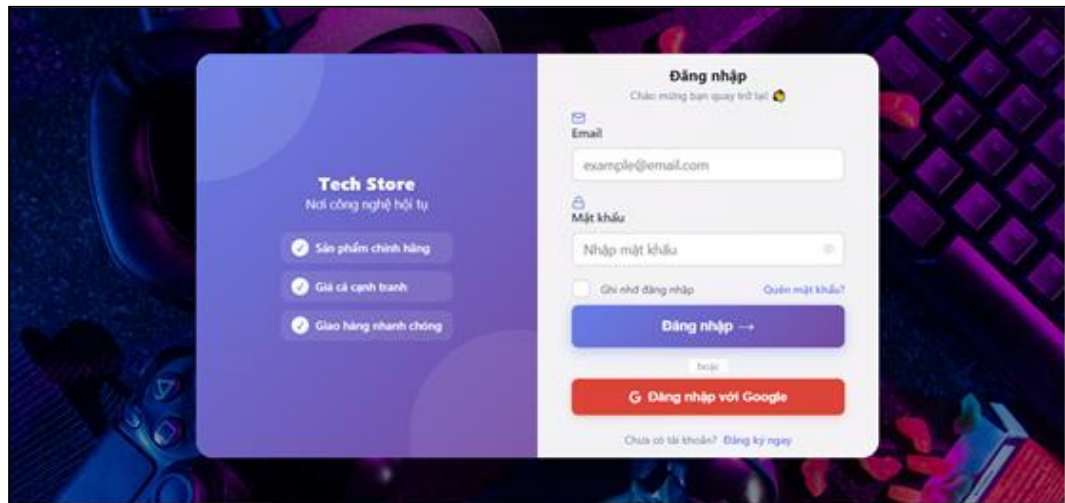 Tech Store
Nơi công nghệ hội tụ
Sản phẩm chính hãng
Giá cả cạnh tranh
Giao hàng nhanh chóng
Đăng nhập
Chào mừng bạn quay trở lại!
Email
example@email.com
Mật khẩu
Nhập mật khẩu
Ghi nhớ đăng nhập
Quên mật khẩu?
Đăng nhập →
hoặc
G Đăng nhập với Google
Chưa có tài khoản? Đăng ký ngay